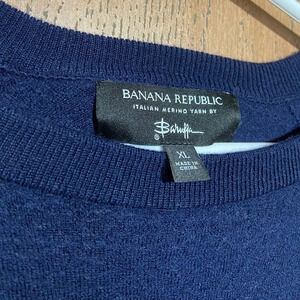 BANANA REPUBLIC
ITALIAN MERINO YARN BY
Baruffa
®
XL
MADE IN
CHINA